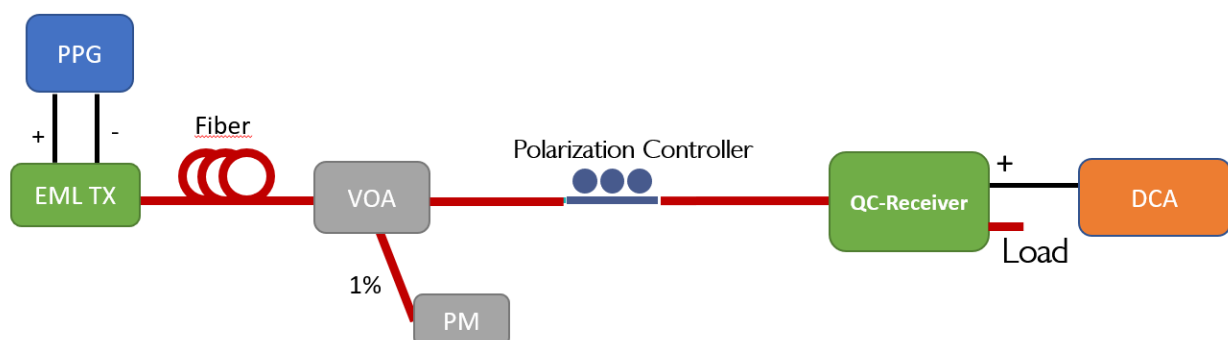 PPG
+
-
Fiber
Polarization Controller
+
EML TX
VOA
QC-Receiver
DCA
Load
1%
PM